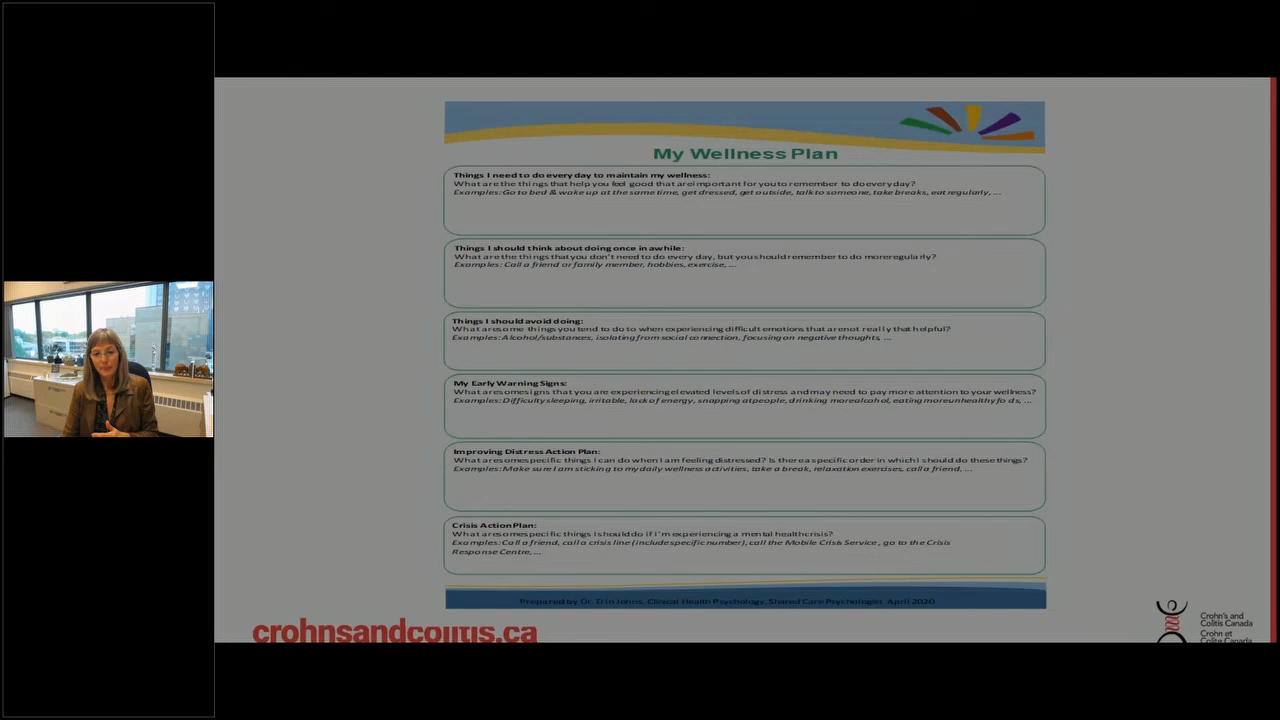 My Wellness Plan
Things I need to do every day to maintain my wellness:
What are the things that help you feel good that are important for you to remember to do every day?
Examples: Go to bed & wake up at the same time, get dressed, get outside, talk to someone, take breaks, eat regularly, ...
Things I should think about doing once in awhile:
What are the things that you don't need to do every day, but you should remember to do more regularly?
Examples: Call a friend or family member, hobbies, exercise, ...
Things I should avoid doing:
What are some things you tend to do to when experiencing difficult emotions that are not really that helpful?
Examples: Alcohol/substances, isolating from social connection, focusing on negative thoughts, ...
My Early Warning Signs:
What are some signs that you are experiencing elevated levels of distress and may need to pay more attention to your wellness?
Examples: Difficulty sleeping, irritable, lack of energy, snapping at people, drinking more alcohol, eating more unhealthy fo ds, ...
Improving Distress Action Plan:
What are some specific things I can do when I am feeling distressed? Is there a specific order in which I should do these things?
Examples: Make sure I am sticking to my daily wellness activities, take a break, relaxation exercises, call a friend, ...
Crisis Action Plan:
What are some specific things I should do if I'm experiencing a mental health crisis?
Examples: Call a friend, call a crisis line (include specific number), call the Mobile Crisis Service, go to the Crisis
Response Centre, ...
Prepared by Dr. Erin Johns, Clinical Health Psychology, Shared Care Psychologist April 2020
crohnsandcolitis.ca
Crohn's and
Colitis Canada
Crohn et
Colite Canada